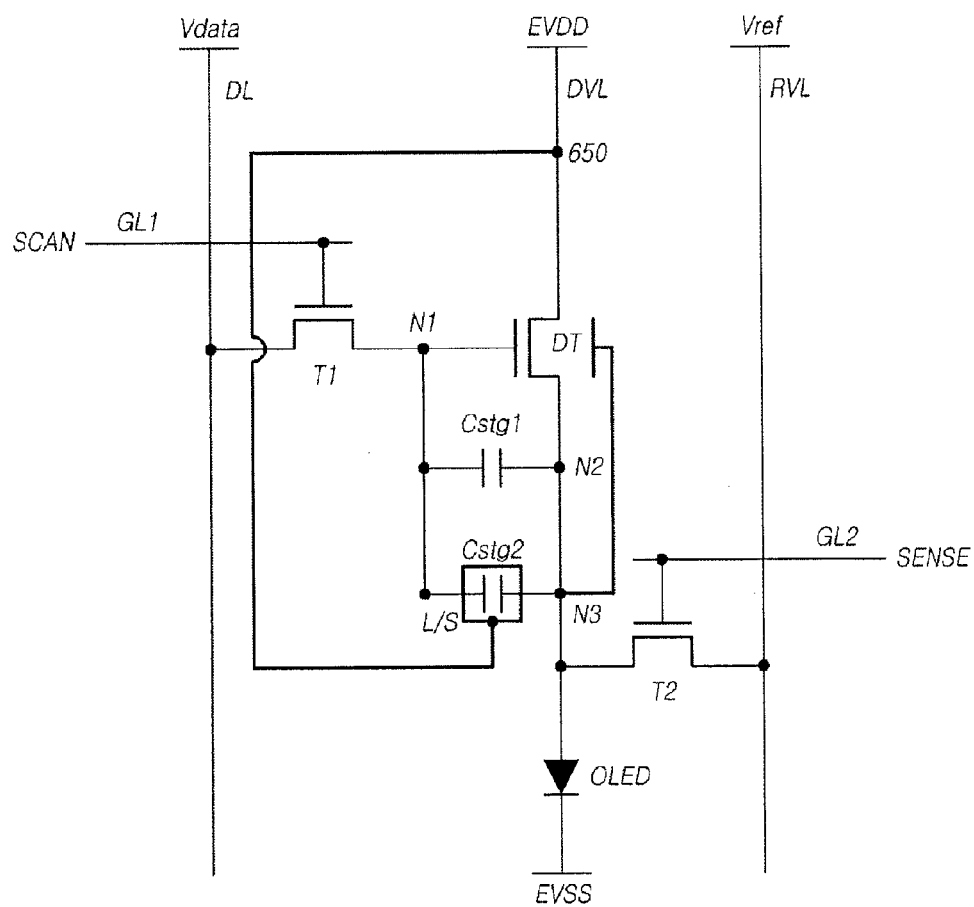 Vdata
EVDD
Vref
DL
DVL
RVL
650
GL1
SCAN
N1
DT
T1
Cstg1
N2
Cstg2
GL2
SENSE
L/S
N3
T2
OLED
EVSS